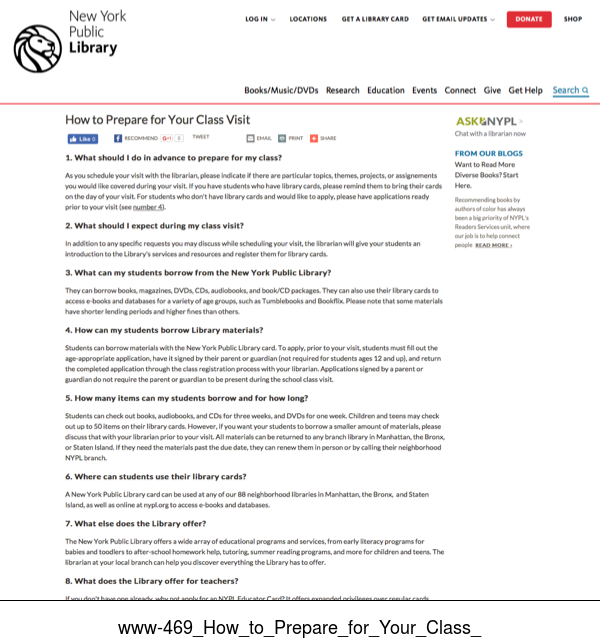 New York
Public
Library
LOG IN
LOCATIONS
GET A LIBRARY CARD
GET EMAIL UPDATES
DONATE
SHOP
Books/Music/DVDs Research Education Events Connect Give Get Help Search
How to Prepare for Your Class Visit
Like 0
RECOMMEND
G+1 0
TWEET
EMAIL
PRINT
SHARE
1. What should I do in advance to prepare for my class?
As you schedule your visit with the librarian, please indicate if there are particular topics, themes, projects, or assignements
you would like covered during your visit. If you have students who have library cards, please remind them to bring their cards
on the day of your visit. For students who don't have library cards and would like to apply, please have applications ready
prior to your visit (see number 4).
2. What should I expect during my class visit?
In addition to any specific requests you may discuss while scheduling your visit, the librarian will give your students an
introduction to the Library's services and resources and register them for library cards.
3. What can my students borrow from the New York Public Library?
They can borrow books, magazines, DVDs, CDs, audiobooks, and book/CD packages. They can also use their library cards to
access e-books and databases for a variety of age groups, such as Tumblebooks and Bookflix. Please note that some materials
have shorter lending periods and higher fines than others.
4. How can my students borrow Library materials?
Students can borrow materials with the New York Public Library card. To apply, prior to your visit, students must fill out the
age-appropriate application, have it signed by their parent or guardian (not required for students ages 12 and up), and return
the completed application through the class registration process with your librarian. Applications signed by a parent or
guardian do not require the parent or guardian to be present during the school class visit.
5. How many items can my students borrow and for how long?
Students can check out books, audiobooks, and CDs for three weeks, and DVDs for one week. Children and teens may check
out up to 50 items on their library cards. However, if you want your students to borrow a smaller amount of materials, please
discuss that with your librarian prior to your visit. All materials can be returned to any branch library in Manhattan, the Bronx,
or Staten Island. If they need the materials past the due date, they can renew them in person or by calling their neighborhood
NYPL branch.
6. Where can students use their library cards?
A New York Public Library card can be used at any of our 88 neighborhood libraries in Manhattan, the Bronx, and Staten
Island, as well as online at nypl.org to access e-books and databases.
7. What else does the Library offer?
The New York Public Library offers a wide array of educational programs and services, from early literacy programs for
babies and toodlers to after-school homework help, tutoring, summer reading programs, and more for children and teens. The
librarian at your local branch can help you discover everything the Library has to offer.
8. What does the Library offer for teachers?
If you don't have one already, why not apply for an NYPL Educator Card? It offers expanded privileges over regular cards
ASK NYPL >
Chat with a librarian now
FROM OUR BLOGS
Want to Read More
Diverse Books? Start
Here.
Recommending books by
authors of color has always
been a big priority of NYPL's
Readers Services unit, where
our job is to help connect
people READ MORE ›
www-469_How_to_Prepare_for_Your_Class_